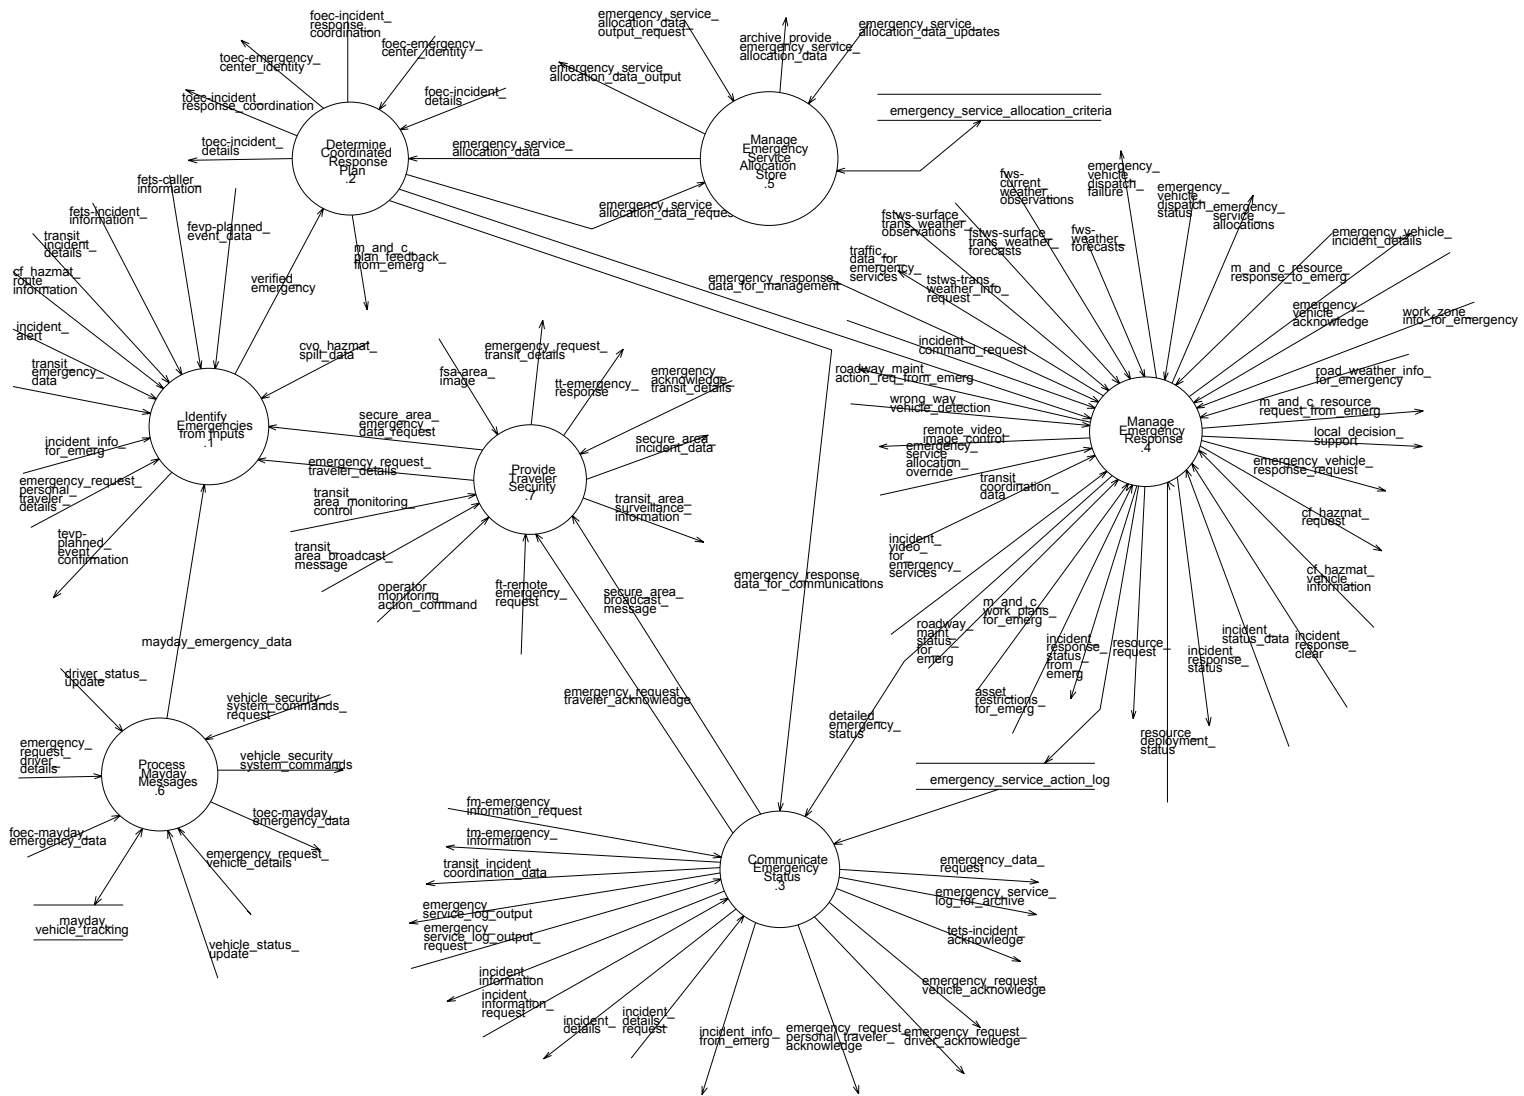 foec-incident_
response_
coordination
toec-emergency_
center_identity
foec-emergency_
center_identity
toec-incident_
response_coordination
foec-incident_
details
toec-incident_
details
Determine
Coordinated
Response
Plan
.2
emergency_service_
allocation_data
output_request
archive_provide_
emergency_service_
allocation_data
emergency_service_
allocation_data_updates
emergency_service_
allocation_data_output
emergency_service_
allocation_data
Manage
Emergency
Service
Allocation
Store
.5
emergency_service_allocation_criteria
emergency_service_
allocation_data_reques
m_and_c_
plan_feedback_
from_emerg
fets-caller_
information
fets-incident_
information
fevp-planned_
event_data
transit_
incident_
details
cf_hazmat_
route_
information
incident_
alert
transit_
emergency_
data
verified_
emergency
cvo_hazmat_
spill_data
Identify
Emergencies
from Inputs
.1
incident_info_
for_emerg
emergency_request_
personal_
traveler_
details
tevp-
planned_
event_
confirmation
mayday_emergency_data
secure_area_
emergency_
data_request
emergency_request_
traveler_details
fsa-area_
image
emergency_request_
transit_details
tt-emergency_
response
emergency_
acknowledge_
transit_details
secure_area_
incident_data
Provide
Traveler
Security
.7
transit_
area_monitoring_
control
transit_
area_broadcast_
message
operator_
monitoring_
action_command
ft-remote_
emergency_
request
secure_area_
broadcast_
message
transit_area_
surveillance_
information
emergency_response_
data_for_management
emergency_response_
data_for_communications
emergency_request_
traveler_acknowledge
fws-
current_
weather_
observations
emergency_
vehicle_
dispatch_
failure
emergency_
vehicle_
dispatch_
status
emergency_
service_
allocations
fstws-surface_
trans_weather_
observations
fstws-surface_
trans_weather_
forecasts
fws-
weather_
forecasts
traffic_
data_for_
emergency_
services
tstws-trans_
weather_info_
request
emergency_vehicle_
incident_details
m_and_c_resource_
response_to_emerg
emergency_
vehicle_
acknowledge
work_zone_
info_for_emergency
incident_
command_request
roadway_maint_
action_req_from_emerg
wrong_way_
vehicle_detection
remote_video_
image_control
emergency_
service_
allocation_
override
road_weather_info_
for_emergency
m_and_c_resource_
request_from_emerg
local_decision_
support
emergency_vehicle_
response_request
Manage
Emergency
Response
.4
transit_
coordination_
data
incident_
video_
for_
emergency_
services
cf_hazmat_
request
cf_hazmat_
vehicle_
information
roadway_
maint_
status_
for_
emerg
m_and_c_
work_plans_
for_emerg
asset_
restrictions_
for_emerg
incident_
response_
status_
from_
emerg
resource_
request
resource_
deployment_
status
incident_
response_
status
incident_
status_data
incident_
response_
clear
detailed_
emergency_
status
emergency_service_action_log
driver_status_
update
vehicle_security_
system_commands_
request
emergency_
request_
driver_
details
vehicle_security_
system_commands
Process
Mayday
Messages
.6
toec-mayday_
emergency_data
foec-mayday_
emergency_data
emergency_request_
vehicle_details
mayday_
vehicle_tracking
vehicle_status_
update
fm-emergency_
information_request
tm-emergency_
information
transit_incident_
coordination_data
emergency_
service_log_output
emergency_
service_log_output_
request
Communicate
Emergency
Status
.3
incident_
information
incident_
information_
request
incident_
details
incident_
details_
request
incident_info_
from_emerg
emergency_request_
personal_traveler_
acknowledge
emergency_request_
driver_acknowledge
emergency_request_
vehicle_acknowledge
tets-incident_
acknowledge
emergency_service_
log_for_archive
emergency_data_
request